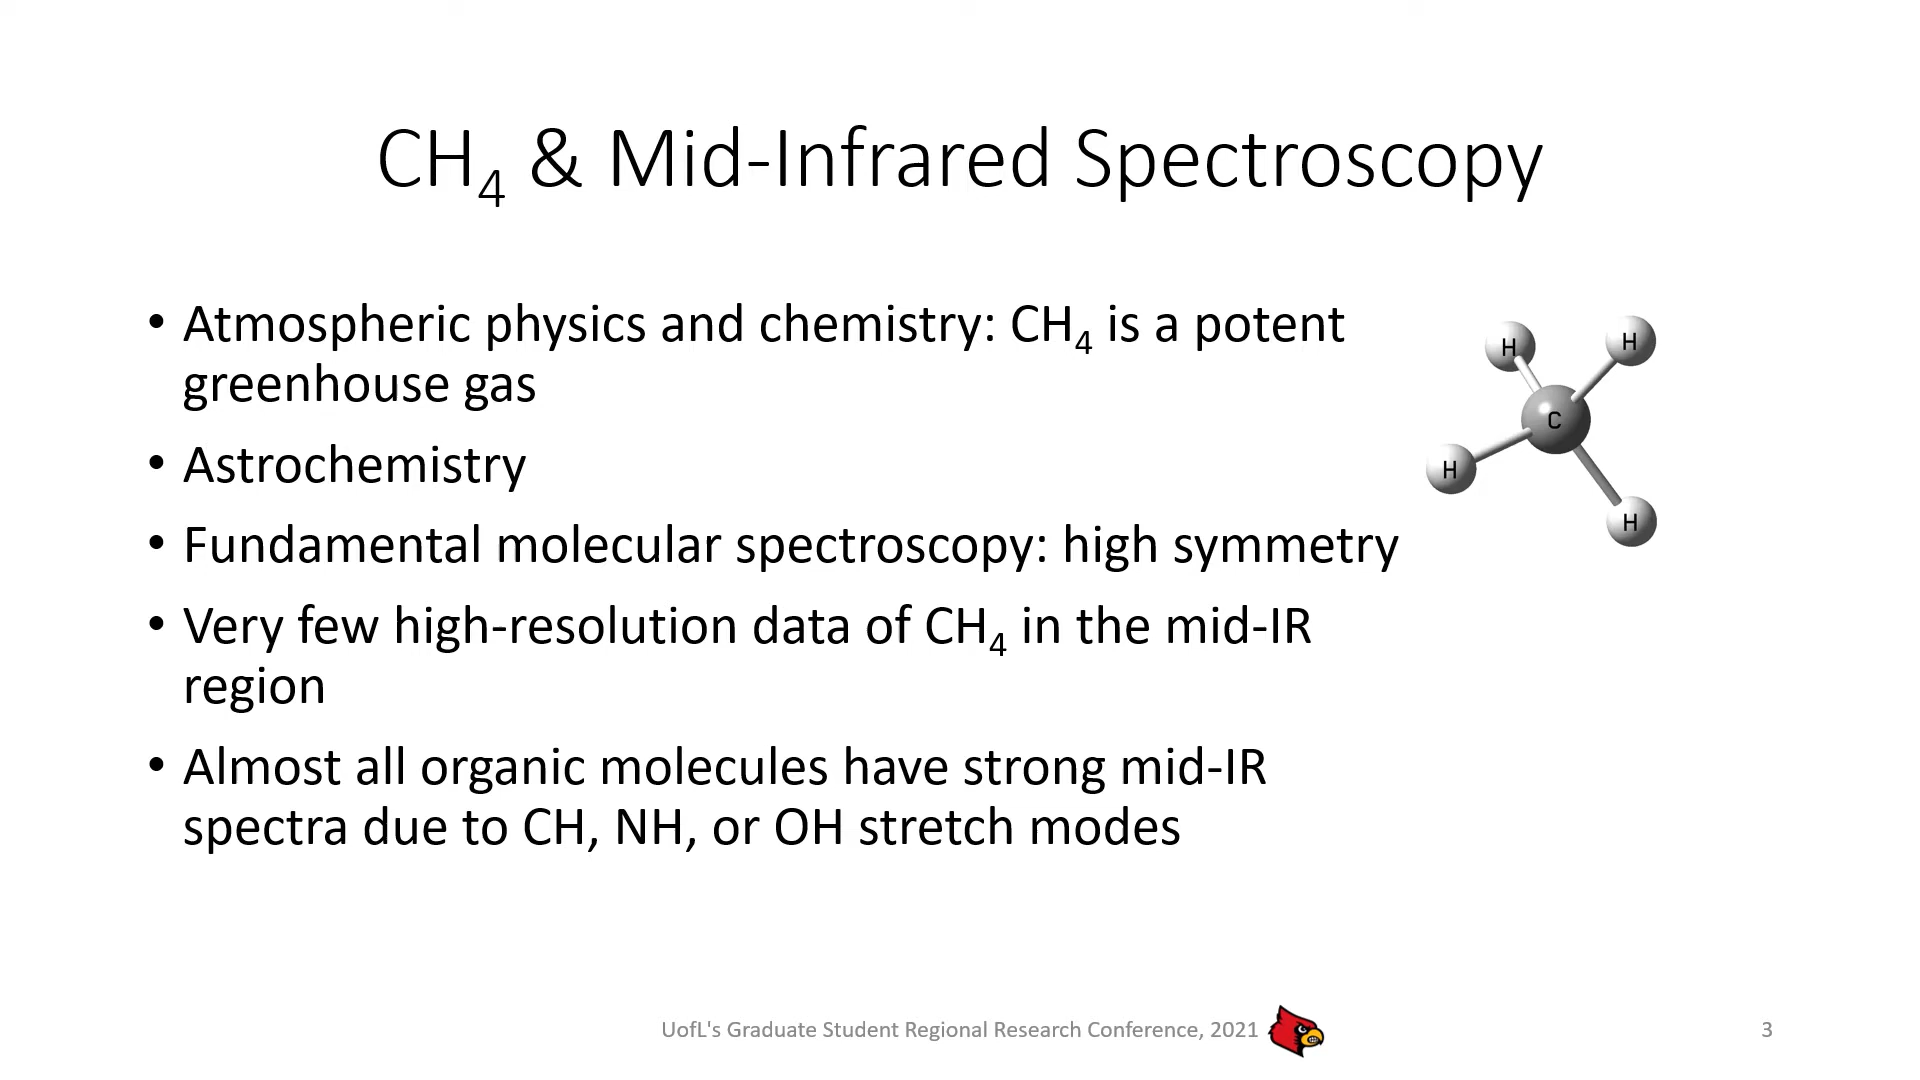 CH₄ & Mid-Infrared Spectroscopy
• Atmospheric physics and chemistry: CH₄ is a potent
greenhouse gas
• Astrochemistry
• Fundamental molecular spectroscopy: high symmetry
• Very few high-resolution data of CH₄ in the mid-IR
region
• Almost all organic molecules have strong mid-IR
spectra due to CH, NH, or OH stretch modes
H
H
C
H
H
UofL's Graduate Student Regional Research Conference, 2021
3